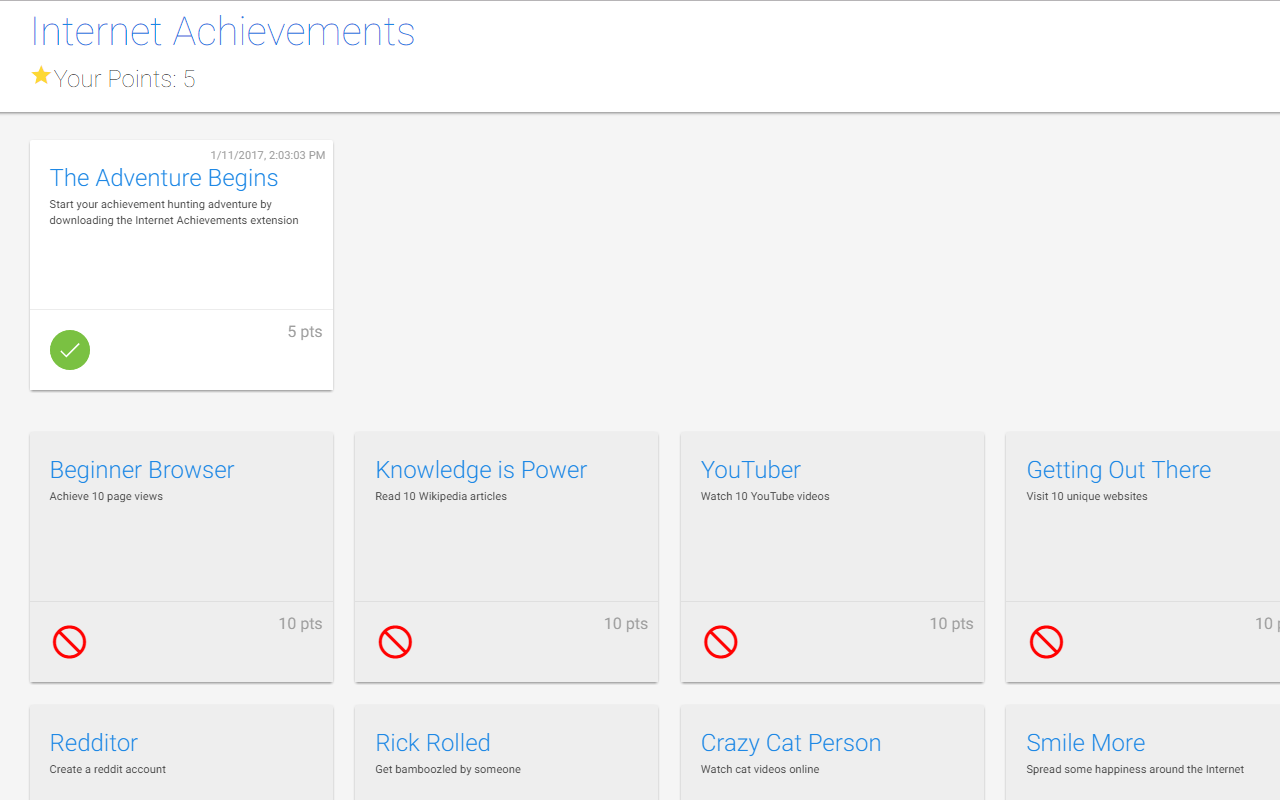 Internet Achievements
Your Points: 5
1/11/2017, 2:03:03 PM
The Adventure Begins
Start your achievement hunting adventure by
downloading the Internet Achievements extension
5 pts
Beginner Browser
Achieve 10 page views
10 pts
Knowledge is Power
Read 10 Wikipedia articles
10 pts
YouTuber
Watch 10 YouTube videos
10 pts
Getting Out There
Visit 10 unique websites
10 p
Redditor
Create a reddit account
Rick Rolled
Get bamboozled by someone
Crazy Cat Person
Watch cat videos online
Smile More
Spread some happiness around the Internet